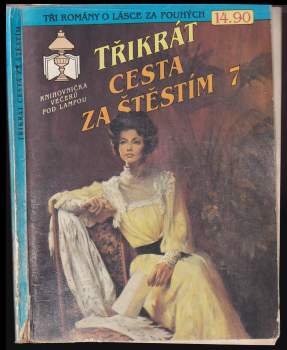 TŘI ROMÁNY O LÁSCE ZA POUHÝCH 14.90
KNIHOVNIČKA
VEČERŮ
POD LAMPOU
TŘIKRÁT
CESTA
ZA ŠTĚSTÍM 7
TŘIKRÁT CESTA ZA ŠTĚSTÍM